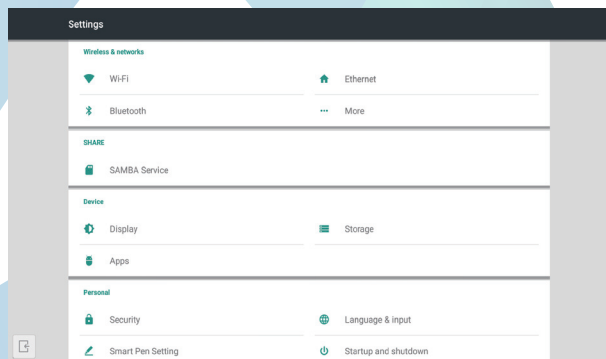 Settings
Wireless & networks
Wi-Fi
Ethernet
Bluetooth
More
SHARE
SAMBA Service
Device
Display
Storage
Apps
Personal
Security
Language & input
Smart Pen Setting
Startup and shutdown